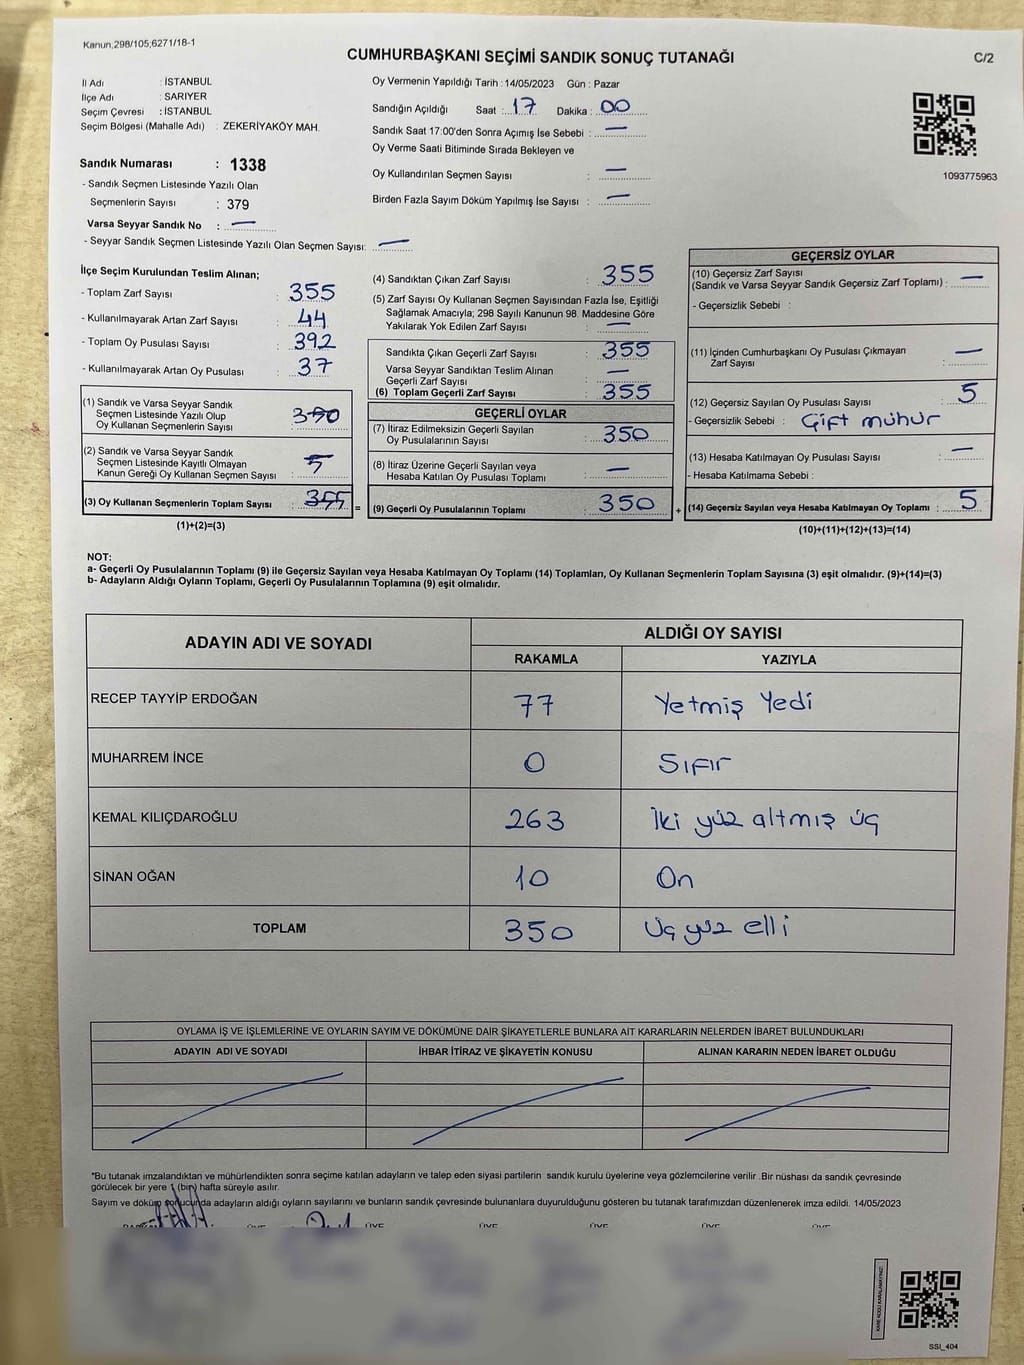 Kanun,298/105;6271/18-1
CUMHURBAŞKANI SEÇİMİ SANDIK SONUÇ TUTANAĞI
C/2
İl Adı : İSTANBUL
İlçe Adı : SARIYER
Seçim Çevresi : İSTANBUL
Seçim Bölgesi (Mahalle Adı) : ZEKERİYAKÖY MAH.
Sandık Numarası : 1338
- Sandık Seçmen Listesinde Yazılı Olan
Seçmenlerin Sayısı : 379
Varsa Seyyar Sandık No : —
- Seyyar Sandık Seçmen Listesinde Yazılı Olan Seçmen Sayısı: —
Oy Vermenin Yapıldığı Tarih : 14/05/2023 Gün : Pazar
Sandığın Açıldığı Saat : 17 Dakika : 00
Sandık Saat 17:00'den Sonra Açımış İse Sebebi : —
Oy Verme Saati Bitiminde Sırada Bekleyen ve
Oy Kullandırılan Seçmen Sayısı : —
Birden Fazla Sayım Döküm Yapılmış İse Sayısı : —
1093775963
İlçe Seçim Kurulundan Teslim Alınan;
- Toplam Zarf Sayısı : 355
- Kullanılmayarak Artan Zarf Sayısı : 44
- Toplam Oy Pusulası Sayısı : 392
- Kullanılmayarak Artan Oy Pusulası : 37
(1) Sandık ve Varsa Seyyar Sandık
Seçmen Listesinde Yazılı Olup
Oy Kullanan Seçmenlerin Sayısı : 350
(2) Sandık ve Varsa Seyyar Sandık
Seçmen Listesinde Kayıtlı Olmayan
Kanun Gereği Oy Kullanan Seçmen Sayısı : 5
(3) Oy Kullanan Seçmenlerin Toplam Sayısı : 355 =
(1)+(2)=(3)
(4) Sandıktan Çıkan Zarf Sayısı : 355
(5) Zarf Sayısı Oy Kullanan Seçmen Sayısından Fazla İse, Eşitliği
Sağlamak Amacıyla; 298 Sayılı Kanunun 98. Maddesine Göre
Yakılarak Yok Edilen Zarf Sayısı : —
Sandıkta Çıkan Geçerli Zarf Sayısı : 355
Varsa Seyyar Sandıktan Teslim Alınan
Geçerli Zarf Sayısı : —
(6) Toplam Geçerli Zarf Sayısı : 355
GEÇERLİ OYLAR
(7) İtiraz Edilmeksizin Geçerli Sayılan
Oy Pusulalarının Sayısı : 350
(8) İtiraz Üzerine Geçerli Sayılan veya
Hesaba Katılan Oy Pusulası Toplamı : —
(9) Geçerli Oy Pusulalarının Toplamı : 350 +
GEÇERSİZ OYLAR
(10) Geçersiz Zarf Sayısı
(Sandık ve Varsa Seyyar Sandık Geçersiz Zarf Toplamı) : —
- Geçersizlik Sebebi :
(11) İçinden Cumhurbaşkanı Oy Pusulası Çıkmayan
Zarf Sayısı : —
(12) Geçersiz Sayılan Oy Pusulası Sayısı : 5
- Geçersizlik Sebebi : Çift mühür
(13) Hesaba Katılmayan Oy Pusulası Sayısı : —
- Hesaba Katılmama Sebebi :
(14) Geçersiz Sayılan veya Hesaba Katılmayan Oy Toplamı : 5
(10)+(11)+(12)+(13)=(14)
NOT:
a- Geçerli Oy Pusulalarının Toplamı (9) ile Geçersiz Sayılan veya Hesaba Katılmayan Oy Toplamı (14) Toplamları, Oy Kullanan Seçmenlerin Toplam Sayısına (3) eşit olmalıdır. (9)+(14)=(3)
b- Adayların Aldığı Oyların Toplamı, Geçerli Oy Pusulalarının Toplamına (9) eşit olmalıdır.
ADAYIN ADI VE SOYADI ALDIĞI OY SAYISI
RAKAMLA YAZIYLA
RECEP TAYYİP ERDOĞAN 77 Yetmiş Yedi
MUHARREM İNCE 0 Sıfır
KEMAL KILIÇDAROĞLU 263 İki yüz altmış üç
SİNAN OĞAN 10 On
TOPLAM 350 Üç yüz elli
OYLAMA İŞ VE İŞLEMLERİNE VE OYLARIN SAYIM VE DÖKÜMÜNE DAİR ŞİKAYETLERLE BUNLARA AİT KARARLARIN NELERDEN İBARET BULUNDUKLARI
ADAYIN ADI VE SOYADI İHBAR İTİRAZ VE ŞİKAYETİN KONUSU ALINAN KARARIN NEDEN İBARET OLDUĞU
*Bu tutanak imzalandıktan ve mühürlendikten sonra seçime katılan adayların ve talep eden siyasi partilerin sandık kurulu üyelerine veya gözlemcilerine verilir .Bir nüshası da sandık çevresinde
görülecek bir yere 1 (bir) hafta süreyle asılır.
Sayım ve döküm sonucunda adayların aldığı oyların sayılarını ve bunların sandık çevresinde bulunanlara duyurulduğunu gösteren bu tutanak tarafımızdan düzenlenerek imza edildi. 14/05/2023
ÜYE ÜYE ÜYE ÜYE ÜYE ÜYE
KARE KODU KARALAMAYINIZ!
SSI_404